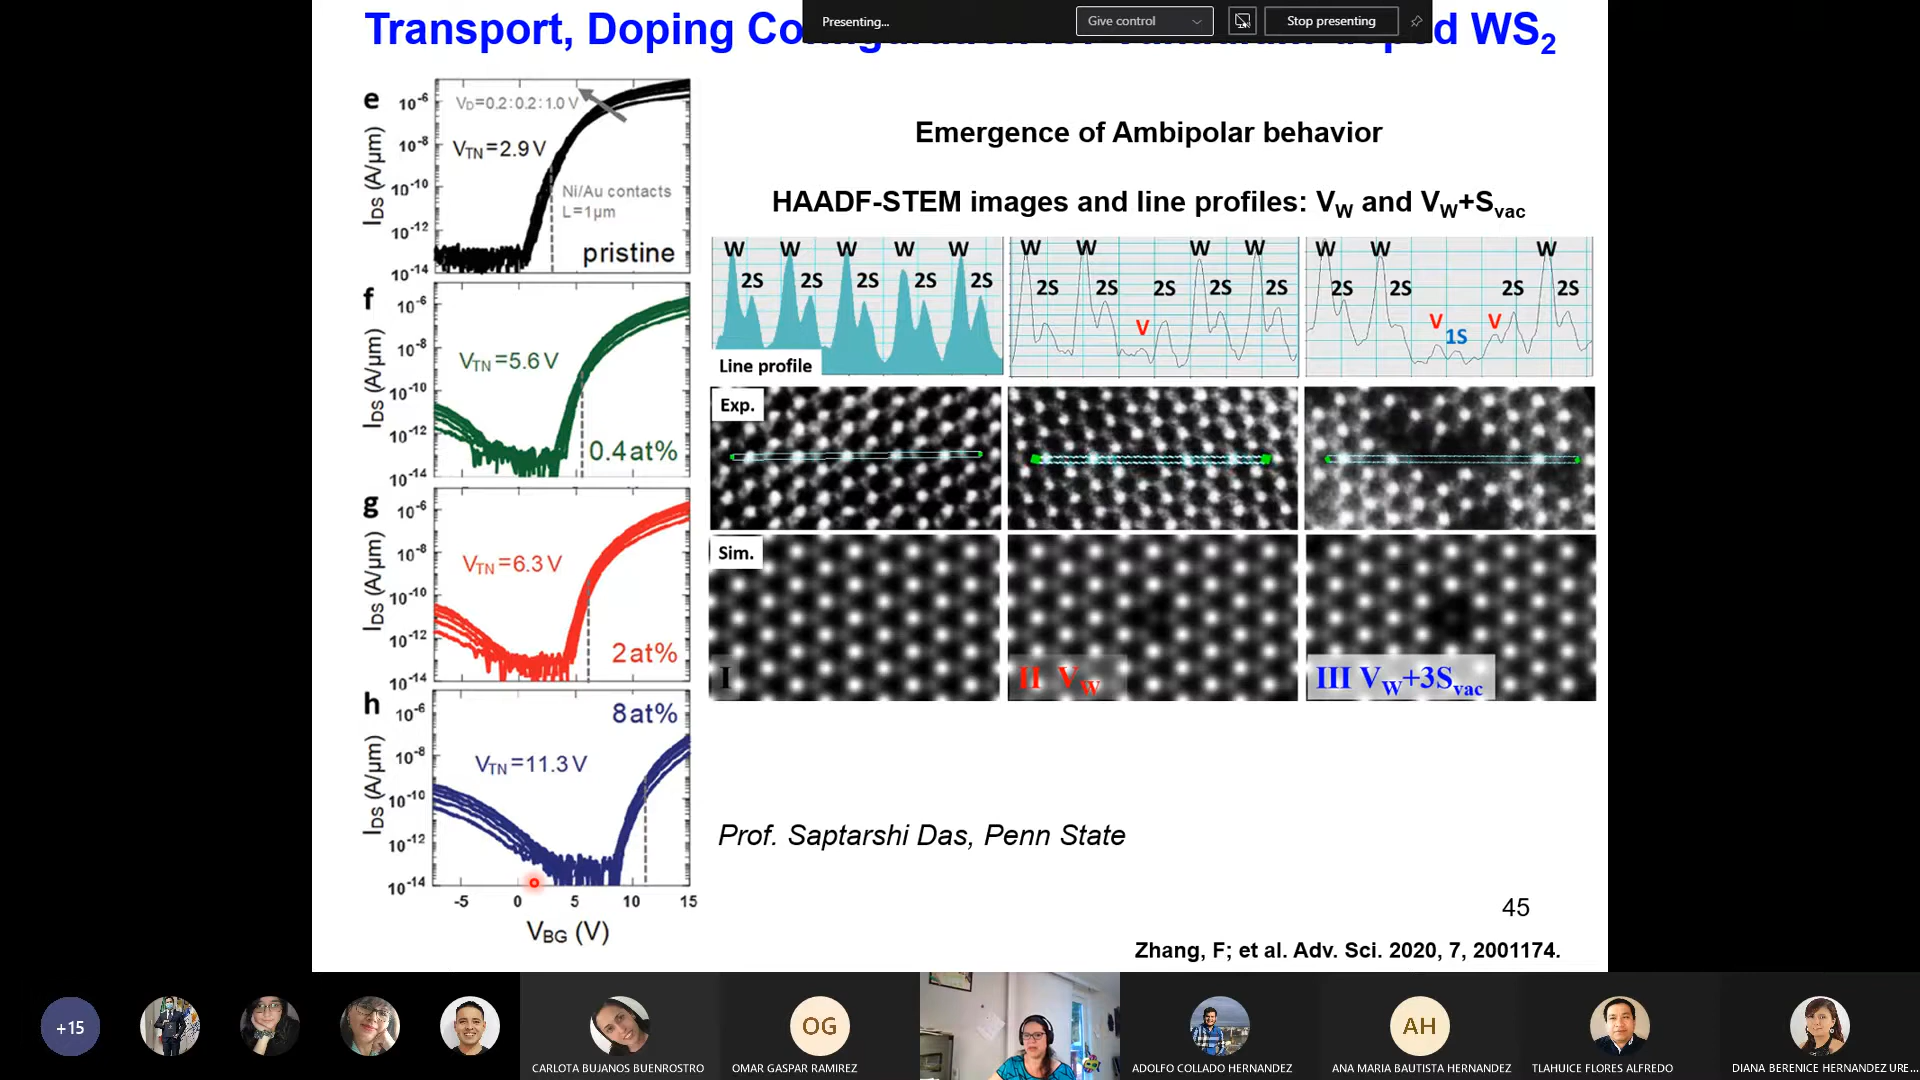 Presenting...
Give control
Stop presenting
Transport, Doping Co
ped WS2
e
10-6
10-8
10-10
10-12
10-14
IDS (A/μm)
VD=0.2:0.2:1.0 V
VTN=2.9 V
Ni/Au contacts
L=1μm
pristine
f
10-6
10-8
10-10
10-12
10-14
IDS (A/μm)
VTN=5.6 V
0.4at%
g
10-6
10-8
10-10
10-12
10-14
IDS (A/μm)
VTN=6.3 V
2at%
h
10-6
10-8
10-10
10-12
10-14
IDS (A/μm)
8at%
VTN=11.3 V
-5 0 5 10 15
VBG (V)
Emergence of Ambipolar behavior
HAADF-STEM images and line profiles: VW and VW+Svac
W W W W W
2S 2S 2S 2S 2S
Line profile
W W W W
2S 2S 2S 2S 2S
V
W W W
2S 2S 2S 2S
V V
1S
Exp.
Sim.
I
II VW
III VW+3Svac
Prof. Saptarshi Das, Penn State
45
Zhang, F; et al. Adv. Sci. 2020, 7, 2001174.
+15
CARLOTA BUJANOS BUENROSTRO
OG
OMAR GASPAR RAMIREZ
ADOLFO COLLADO HERNANDEZ
AH
ANA MARIA BAUTISTA HERNANDEZ
TLAHUICE FLORES ALFREDO
DIANA BERENICE HERNANDEZ URE...